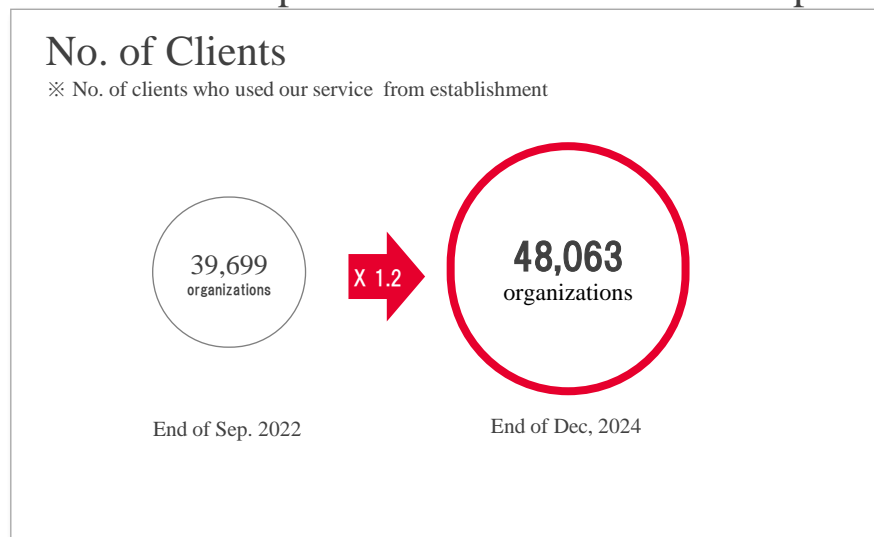 No. of Clients
※ No. of clients who used our service from establishment
39,699
organizations
X 1.2
48,063
organizations
End of Sep. 2022
End of Dec, 2024